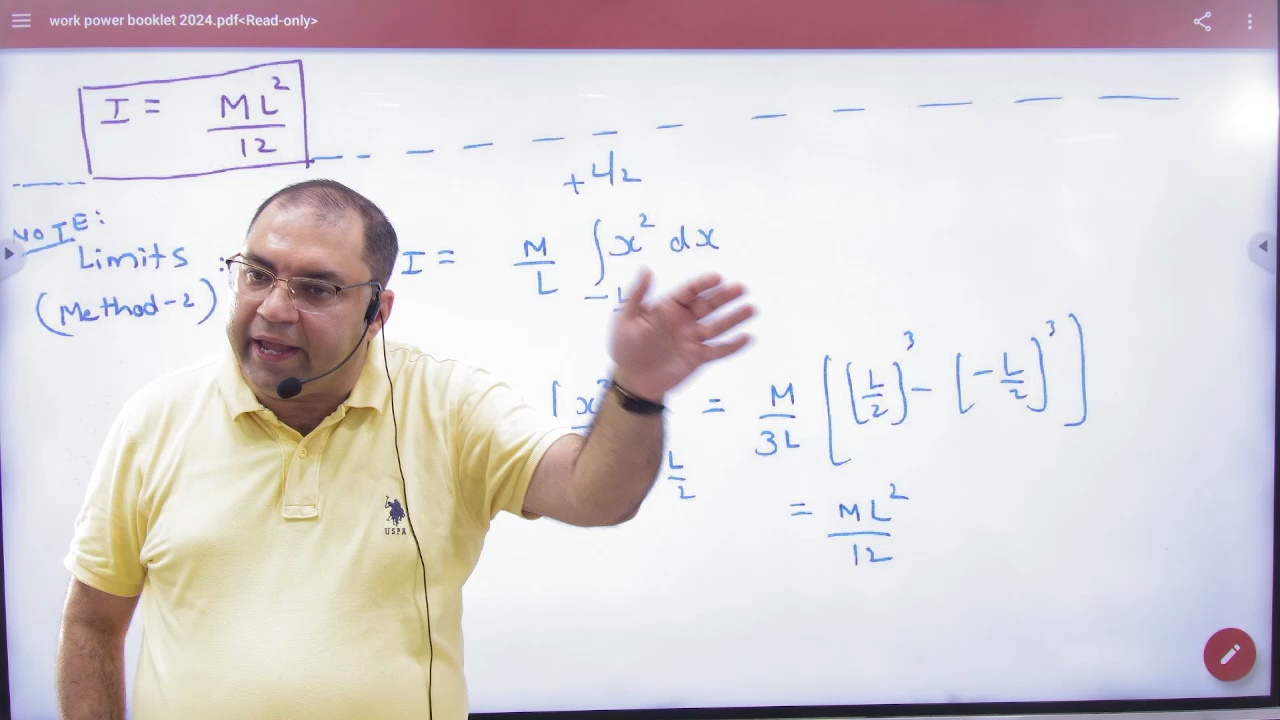 work power booklet 2024.pdf<Read-only>
I = ML²/12
NOTE:
Limits :
(Method-2)
I = M/L ∫ x² dx
+L/2
= M/3L [(L/2)³ - (-L/2)³]
L/2
= ML²/12
USPA